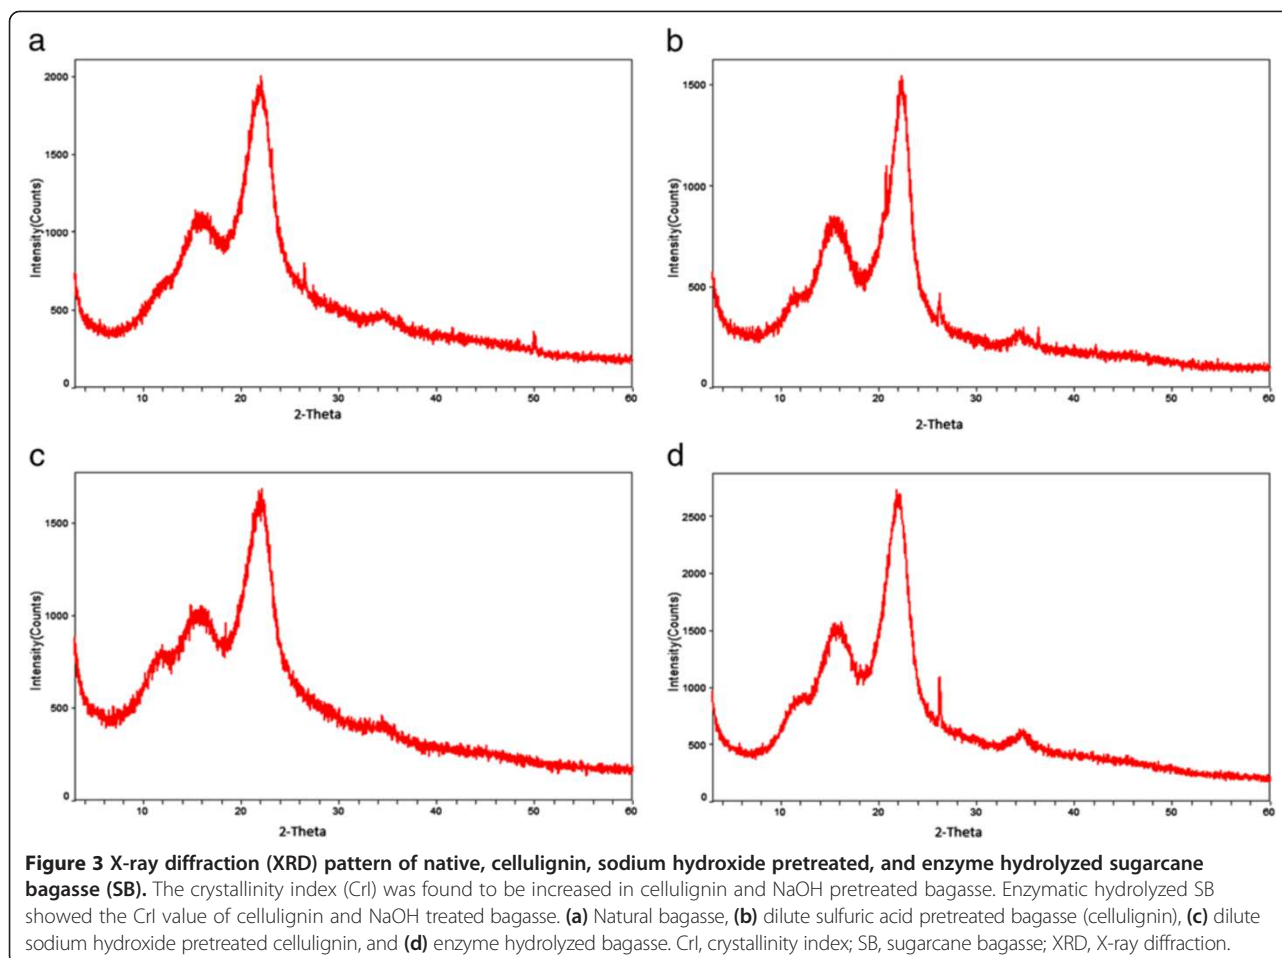 a
b
Intensity(Counts)
2000
1500
1000
500
0
10 20 30 40 50 60
2-Theta
Intensity(Counts)
1500
1000
500
0
10 20 30 40 50 60
2-Theta
c
d
Intensity(Counts)
1500
1000
500
0
10 20 30 40 50 60
2-Theta
Intensity(Counts)
2500
2000
1500
1000
500
0
10 20 30 40 50 60
2-Theta
Figure 3 X-ray diffraction (XRD) pattern of native, cellulignin, sodium hydroxide pretreated, and enzyme hydrolyzed sugarcane
bagasse (SB). The crystallinity index (CrI) was found to be increased in cellulignin and NaOH pretreated bagasse. Enzymatic hydrolyzed SB
showed the CrI value of cellulignin and NaOH treated bagasse. (a) Natural bagasse, (b) dilute sulfuric acid pretreated bagasse (cellulignin), (c) dilute
sodium hydroxide pretreated cellulignin, and (d) enzyme hydrolyzed bagasse. CrI, crystallinity index; SB, sugarcane bagasse; XRD, X-ray diffraction.